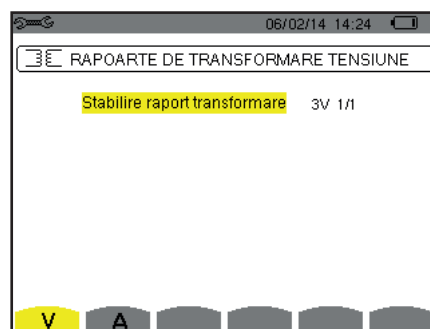 06/02/14 14:24
RAPOARTE DE TRANSFORMARE TENSIUNE
Stabilire raport transformare 3V 1/1
V A